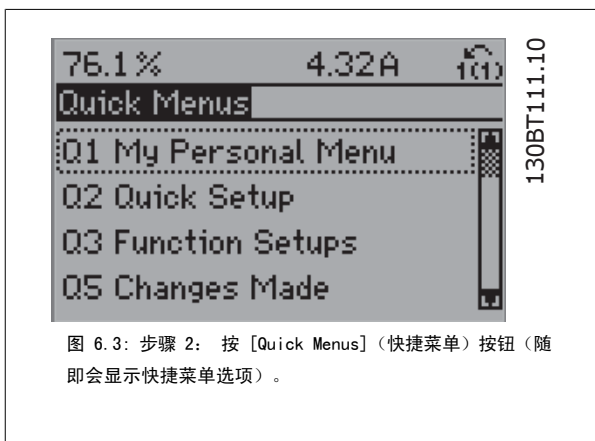 76.1% 4.32A 1(1)
Quick Menus
Q1 My Personal Menu
Q2 Quick Setup
Q3 Function Setups
Q5 Changes Made
130BT111.10
图 6.3: 步骤 2: 按 [Quick Menus]（快捷菜单）按钮（随
即会显示快捷菜单选项）。